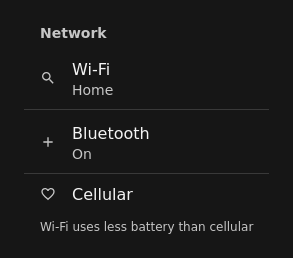 Network
Wi-Fi
Home
Bluetooth
On
Cellular
Wi-Fi uses less battery than cellular